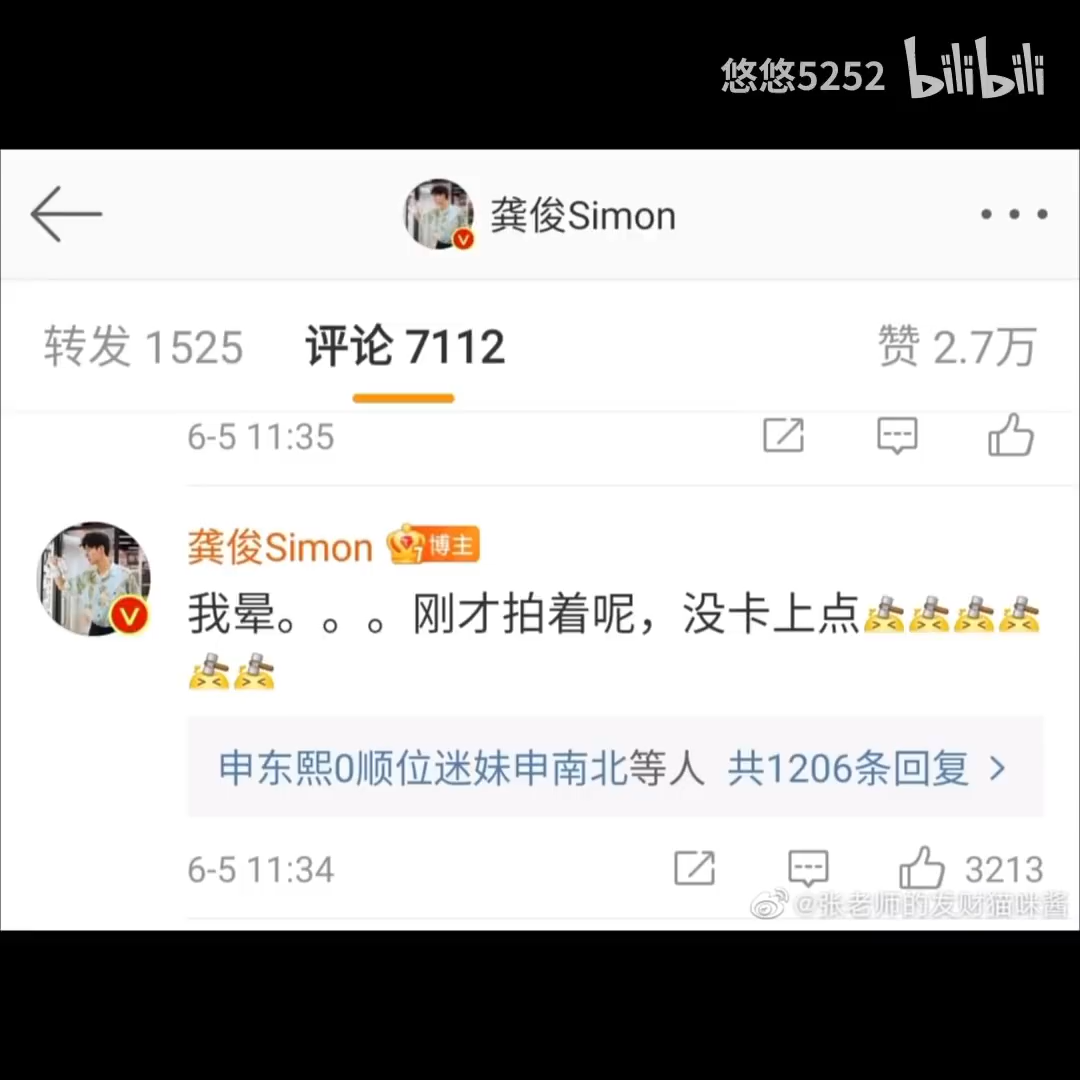 悠悠5252 bilibili
龚俊Simon
转发 1525 评论 7112 赞 2.7万
6-5 11:35
龚俊Simon 7 博主
我晕。。。刚才拍着呢，没卡上点
申东熙0顺位迷妹申南北等人 共1206条回复 >
6-5 11:34 3213
@张老师的发财猫咪酱